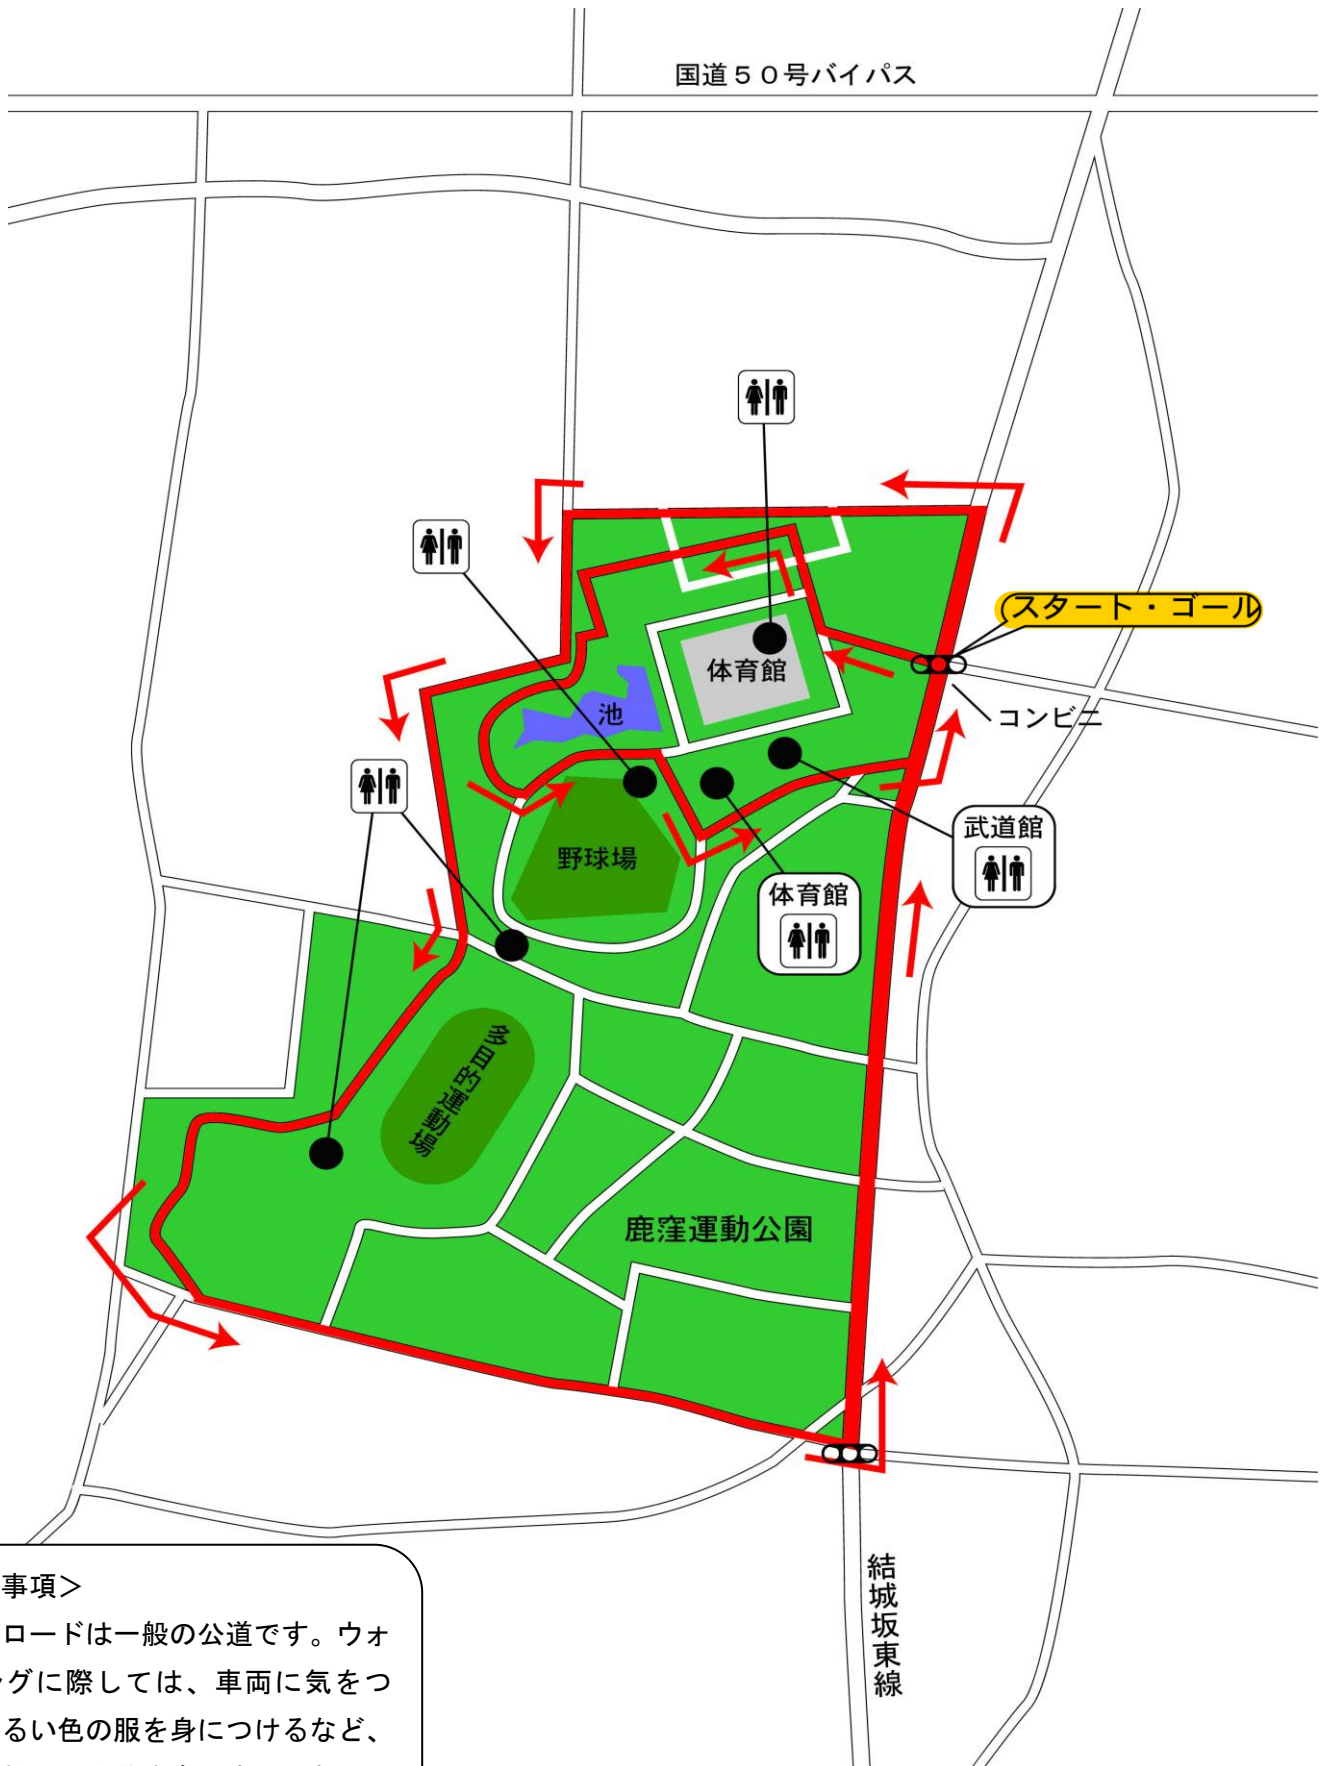 国道５０号バイパス
スタート・ゴール
体育館
池
コンビニ
野球場
武道館
体育館
多目的運動場
鹿窪運動公園
結城坂東線
事項＞
ロードは一般の公道です。ウォ
グに際しては、車両に気をつ
るい色の服を身につけるなど、